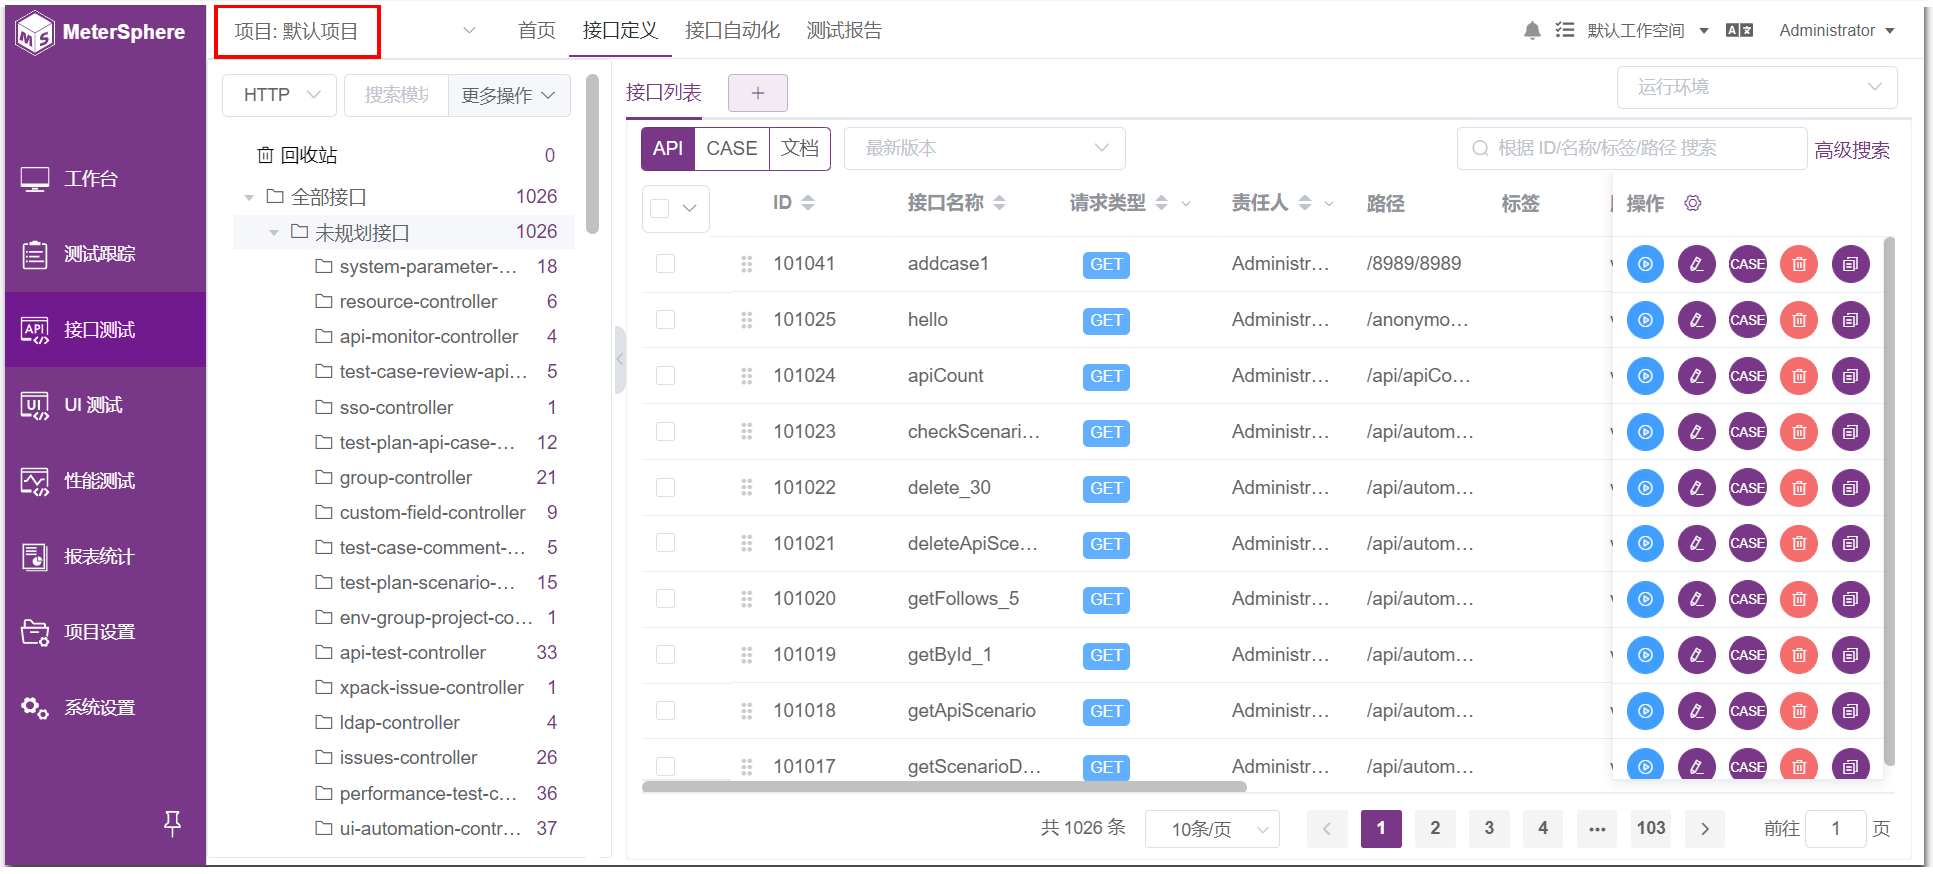 MeterSphere
项目: 默认项目
首页 接口定义 接口自动化 测试报告
默认工作空间
Administrator
工作台
测试跟踪
接口测试
UI 测试
性能测试
报表统计
项目设置
系统设置
HTTP 搜索模块 更多操作
回收站 0
全部接口 1026
未规划接口 1026
system-parameter-... 18
resource-controller 6
api-monitor-controller 4
test-case-review-api... 5
sso-controller 1
test-plan-api-case-... 12
group-controller 21
custom-field-controller 9
test-case-comment-... 5
test-plan-scenario-... 15
env-group-project-co... 1
api-test-controller 33
xpack-issue-controller 1
ldap-controller 4
issues-controller 26
performance-test-c... 36
ui-automation-contr... 37
接口列表 +
运行环境
API CASE 文档 最新版本 根据 ID/名称/标签/路径 搜索 高级搜索
ID 接口名称 请求类型 责任人 路径 标签 操作
101041 addcase1 GET Administr... /8989/8989 CASE
101025 hello GET Administr... /anonymo... CASE
101024 apiCount GET Administr... /api/apiCo... CASE
101023 checkScenari... GET Administr... /api/autom... CASE
101022 delete_30 GET Administr... /api/autom... CASE
101021 deleteApiSce... GET Administr... /api/autom... CASE
101020 getFollows_5 GET Administr... /api/autom... CASE
101019 getById_1 GET Administr... /api/autom... CASE
101018 getApiScenario GET Administr... /api/autom... CASE
101017 getScenarioD... GET Administr... /api/autom... CASE
共 1026 条 10条/页 < 1 2 3 4 ... 103 > 前往 1 页